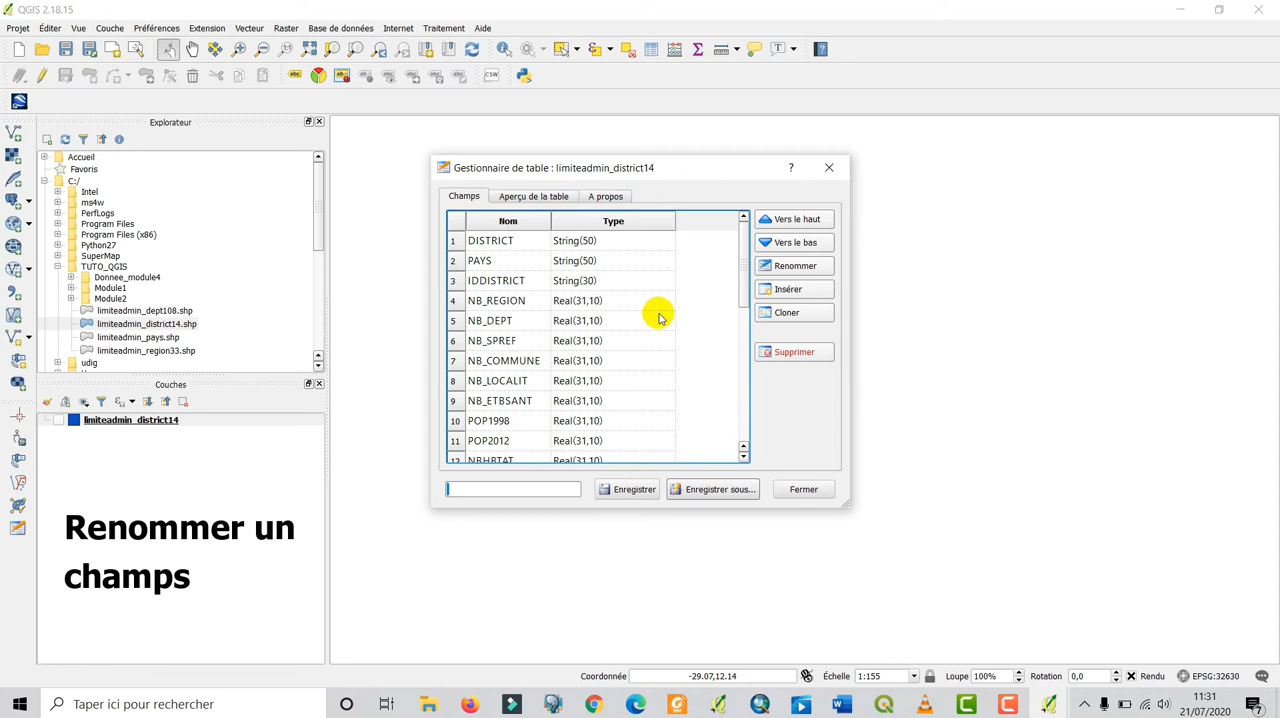 QGIS 2.18.15
Projet Éditer Vue Couche Préférences Extension Vecteur Raster Base de données Internet Traitement Aide
CSW
Explorateur
Accueil
Favoris
C:/
Intel
ms4w
PerfLogs
Program Files
Program Files (x86)
Python27
SuperMap
TUTO_QGIS
Donnee_module4
Module1
Module2
limiteadmin_dept108.shp
limiteadmin_district14.shp
limiteadmin_pays.shp
limiteadmin_region33.shp
udig
Couches
limiteadmin_district14
Renommer un
champs
Gestionnaire de table : limiteadmin_district14
Champs Aperçu de la table A propos
Nom Type
1 DISTRICT String(50)
2 PAYS String(50)
3 IDDISTRICT String(30)
4 NB_REGION Real(31,10)
5 NB_DEPT Real(31,10)
6 NB_SPREF Real(31,10)
7 NB_COMMUNE Real(31,10)
8 NB_LOCALIT Real(31,10)
9 NB_ETBSANT Real(31,10)
10 POP1998 Real(31,10)
11 POP2012 Real(31,10)
12 NBHBTAT Real(31,10)
Vers le haut
Vers le bas
Renommer
Insérer
Cloner
Supprimer
Enregistrer Enregistrer sous... Fermer
Coordonnée -29.07,12.14 Échelle 1:155 Loupe 100% Rotation 0,0 Rendu EPSG:32630
Taper ici pour rechercher
11:31
21/07/2020